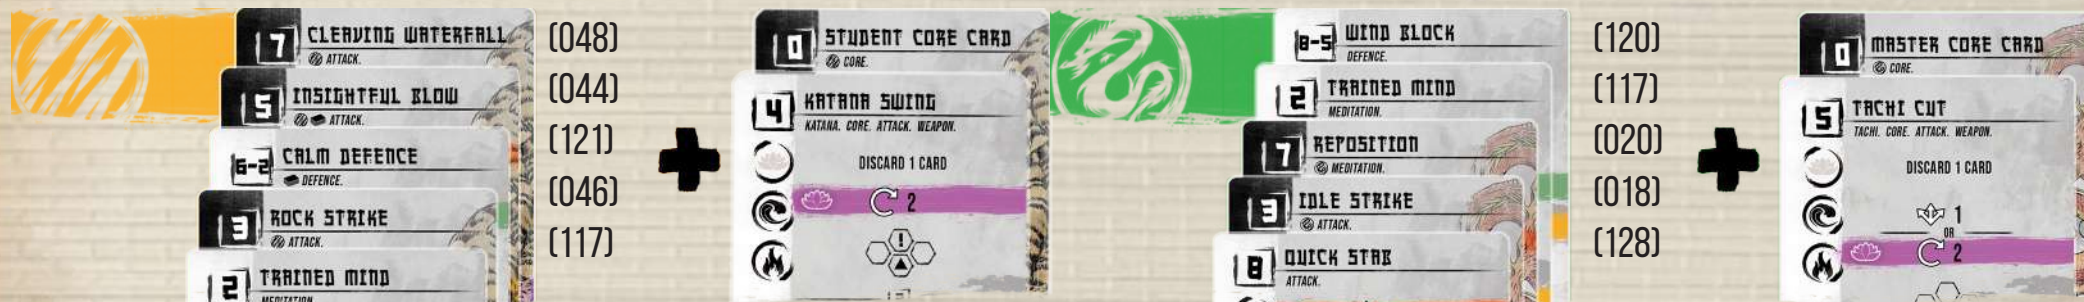 7 CLEAVING WATERFALL
ATTACK.
5 INSIGHTFUL BLOW
ATTACK.
6-2 CALM DEFENCE
DEFENCE.
3 ROCK STRIKE
ATTACK.
2 TRAINED MIND
MEDITATION.
(048)
(044)
(121)
(046)
(117)
0 STUDENT CORE CARD
CORE.
4 KATANA SWING
KATANA. CORE. ATTACK. WEAPON.
DISCARD 1 CARD
2
!
8-5 WIND BLOCK
DEFENCE.
2 TRAINED MIND
MEDITATION.
7 REPOSITION
MEDITATION.
3 IDLE STRIKE
ATTACK.
8 QUICK STAB
ATTACK.
(120)
(117)
(020)
(018)
(128)
0 MASTER CORE CARD
CORE.
5 TACHI CUT
TACHI. CORE. ATTACK. WEAPON.
DISCARD 1 CARD
1
OR
2